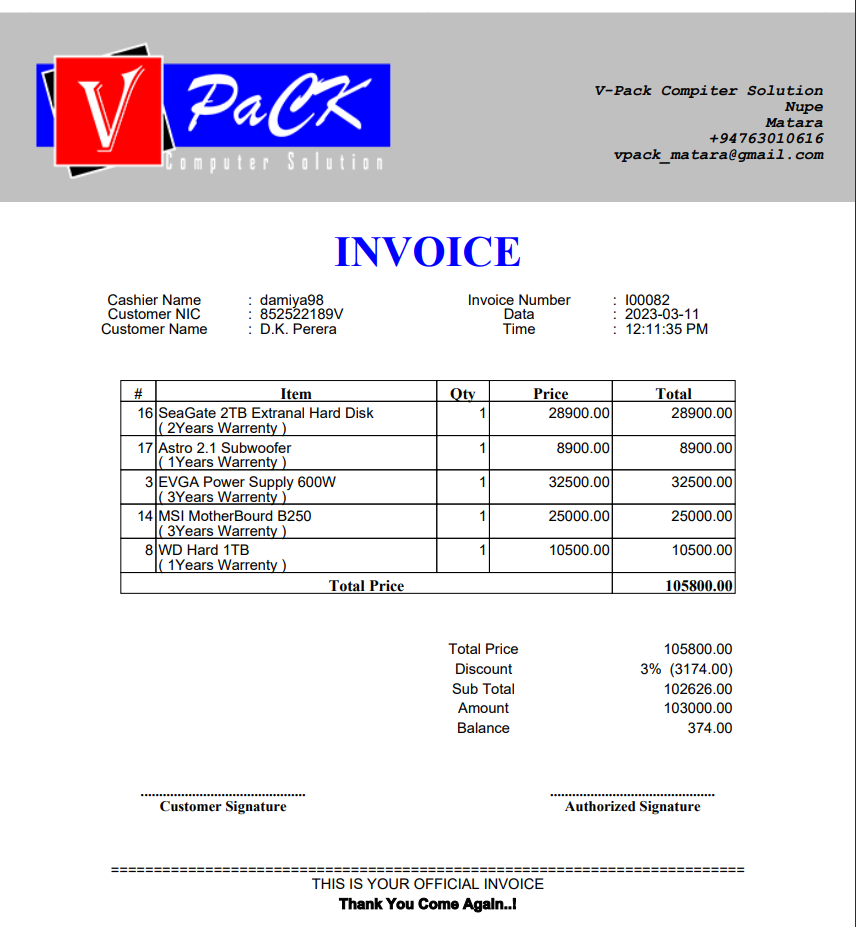 V PaCK
Computer Solution
V-Pack Compiter Solution
Nupe
Matara
+94763010616
vpack_matara@gmail.com
INVOICE
Cashier Name : damiya98 Invoice Number : I00082
Customer NIC : 852522189V Data : 2023-03-11
Customer Name : D.K. Perera Time : 12:11:35 PM
# Item Qty Price Total
16 SeaGate 2TB Extranal Hard Disk 1 28900.00 28900.00
( 2Years Warrenty )
17 Astro 2.1 Subwoofer 1 8900.00 8900.00
( 1Years Warrenty )
3 EVGA Power Supply 600W 1 32500.00 32500.00
( 3Years Warrenty )
14 MSI MotherBourd B250 1 25000.00 25000.00
( 3Years Warrenty )
8 WD Hard 1TB 1 10500.00 10500.00
( 1Years Warrenty )
Total Price 105800.00
Total Price 105800.00
Discount 3% (3174.00)
Sub Total 102626.00
Amount 103000.00
Balance 374.00
Customer Signature Authorized Signature
THIS IS YOUR OFFICIAL INVOICE
Thank You Come Again..!